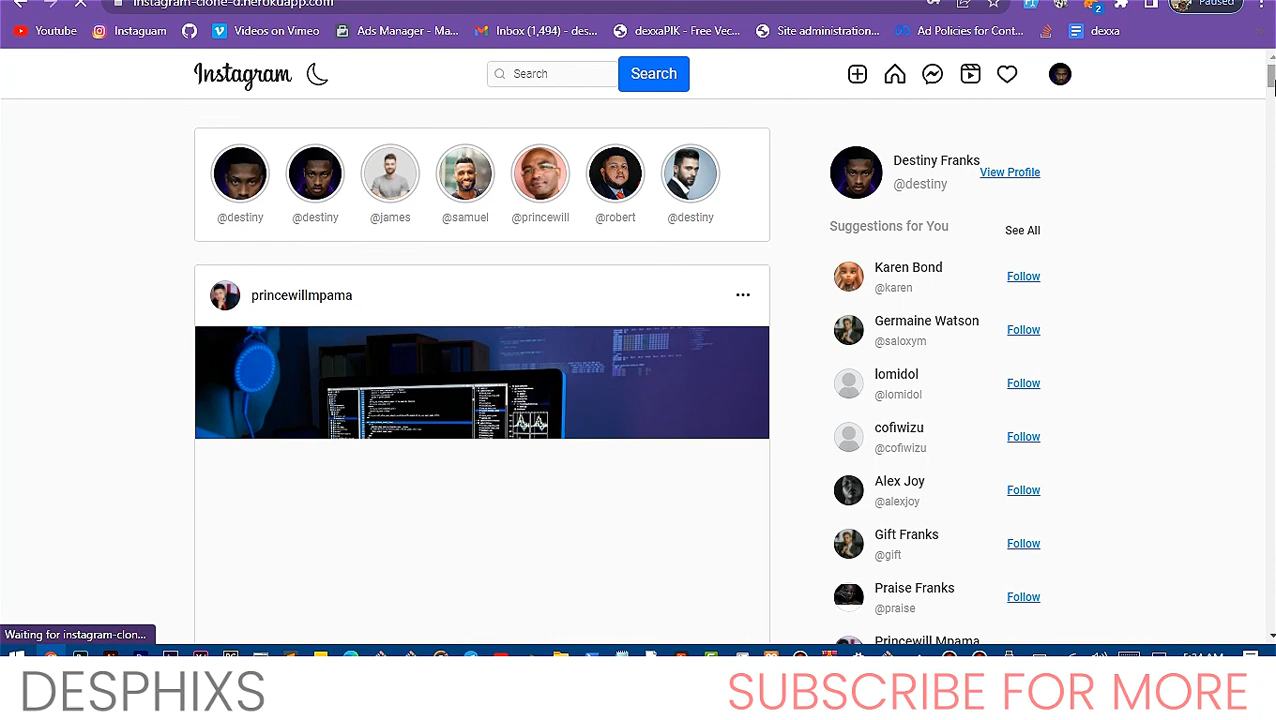 instagram-clone-d.herokuapp.com
Paused
Youtube
Instaguam
Videos on Vimeo
Ads Manager - Ma...
Inbox (1,494) - des...
dexxaPIK - Free Vec...
Site administration...
Ad Policies for Cont...
dexxa
Instagram
Search
Search
@destiny
@destiny
@james
@samuel
@princewill
@robert
@destiny
Destiny Franks
@destiny
View Profile
Suggestions for You
See All
princewillmpama
Karen Bond
@karen
Follow
Germaine Watson
@saloxym
Follow
lomidol
@lomidol
Follow
cofiwizu
@cofiwizu
Follow
Alex Joy
@alexjoy
Follow
Gift Franks
@gift
Follow
Praise Franks
@praise
Follow
Princewill Mpama
Waiting for instagram-clon...
DESPHIXS
SUBSCRIBE FOR MORE